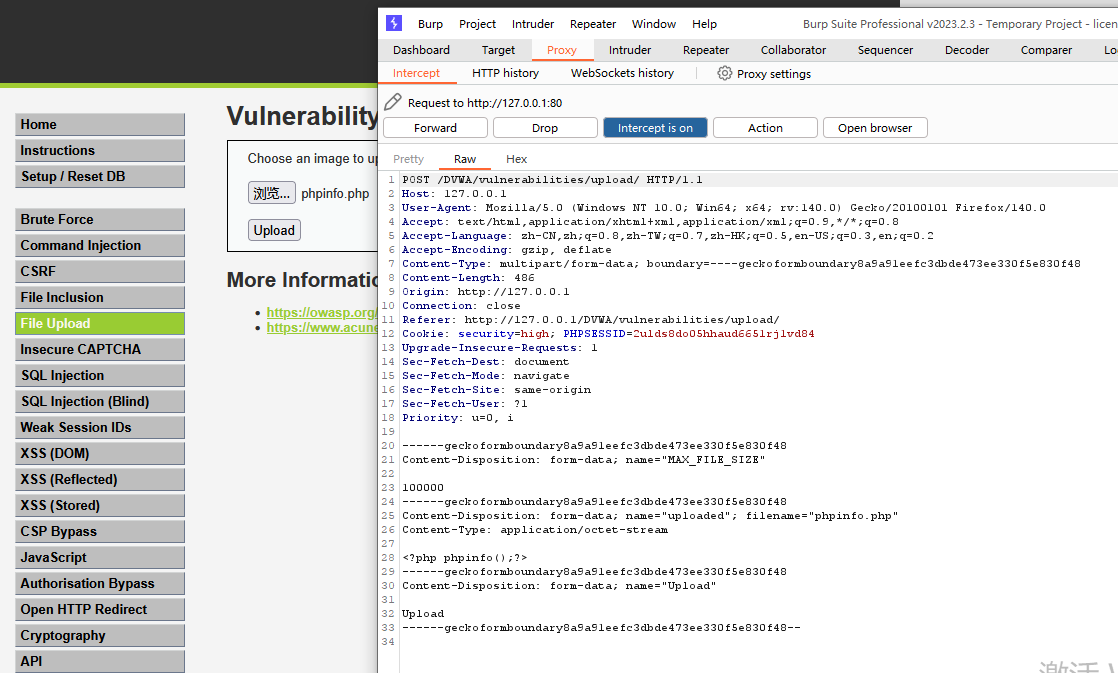 Home
Instructions
Setup / Reset DB
Brute Force
Command Injection
CSRF
File Inclusion
File Upload
Insecure CAPTCHA
SQL Injection
SQL Injection (Blind)
Weak Session IDs
XSS (DOM)
XSS (Reflected)
XSS (Stored)
CSP Bypass
JavaScript
Authorisation Bypass
Open HTTP Redirect
Cryptography
API
Vulnerability
Choose an image to up
浏览... phpinfo.php
Upload
More Informatio
https://owasp.org/
https://www.acune
Burp Project Intruder Repeater Window Help Burp Suite Professional v2023.2.3 - Temporary Project - licen
Dashboard Target Proxy Intruder Repeater Collaborator Sequencer Decoder Comparer Lo
Intercept HTTP history WebSockets history Proxy settings
Request to http://127.0.0.1:80
Forward Drop Intercept is on Action Open browser
Pretty Raw Hex
1 POST /DVWA/vulnerabilities/upload/ HTTP/1.1
2 Host: 127.0.0.1
3 User-Agent: Mozilla/5.0 (Windows NT 10.0; Win64; x64; rv:140.0) Gecko/20100101 Firefox/140.0
4 Accept: text/html,application/xhtml+xml,application/xml;q=0.9,*/*;q=0.8
5 Accept-Language: zh-CN,zh;q=0.8,zh-TW;q=0.7,zh-HK;q=0.5,en-US;q=0.3,en;q=0.2
6 Accept-Encoding: gzip, deflate
7 Content-Type: multipart/form-data; boundary=----geckoformboundary8a9a91eefc3dbde473ee330f5e830f48
8 Content-Length: 486
9 Origin: http://127.0.0.1
10 Connection: close
11 Referer: http://127.0.0.1/DVWA/vulnerabilities/upload/
12 Cookie: security=high; PHPSESSID=2ulds8do05hhaud6651rj1vd84
13 Upgrade-Insecure-Requests: 1
14 Sec-Fetch-Dest: document
15 Sec-Fetch-Mode: navigate
16 Sec-Fetch-Site: same-origin
17 Sec-Fetch-User: ?1
18 Priority: u=0, i
19
20 ------geckoformboundary8a9a91eefc3dbde473ee330f5e830f48
21 Content-Disposition: form-data; name="MAX_FILE_SIZE"
22
23 100000
24 ------geckoformboundary8a9a91eefc3dbde473ee330f5e830f48
25 Content-Disposition: form-data; name="uploaded"; filename="phpinfo.php"
26 Content-Type: application/octet-stream
27
28 <?php phpinfo();?>
29 ------geckoformboundary8a9a91eefc3dbde473ee330f5e830f48
30 Content-Disposition: form-data; name="Upload"
31
32 Upload
33 ------geckoformboundary8a9a91eefc3dbde473ee330f5e830f48--
34
激活